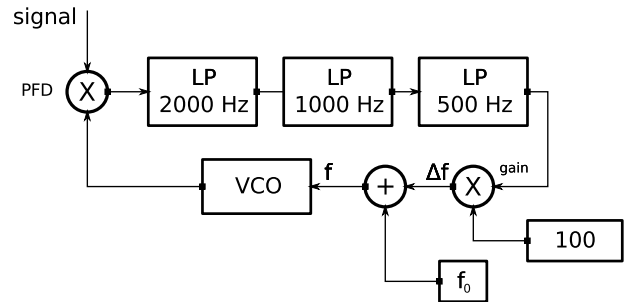 signal
PFD
X
LP
2000 Hz
LP
1000 Hz
LP
500 Hz
VCO
f
+
Δf
X
gain
100
f₀